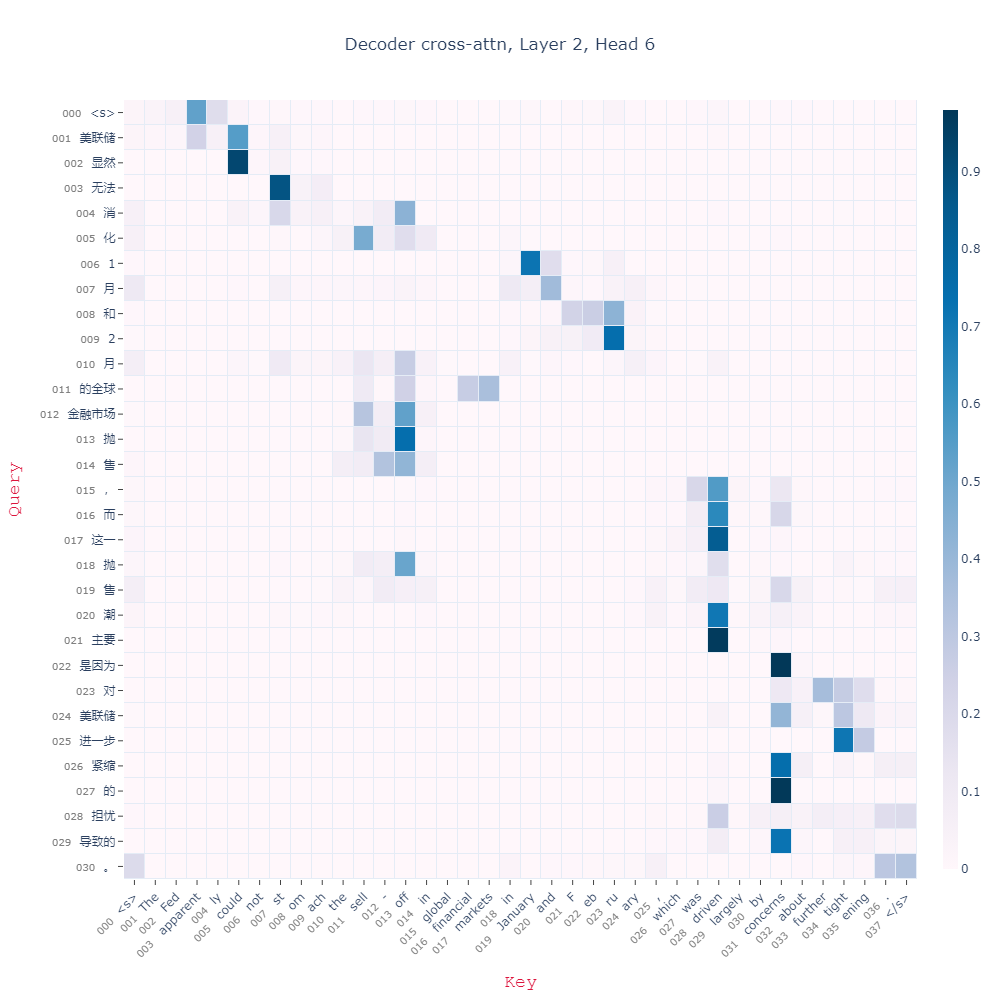 Decoder cross-attn, Layer 2, Head 6
000 <s>
001 美联储
002 显然
003 无法
004 消
005 化
006 1
007 月
008 和
009 2
010 月
011 的全球
012 金融市场
013 抛
014 售
015 ，
016 而
017 这一
018 抛
019 售
020 潮
021 主要
022 是因为
023 对
024 美联储
025 进一步
026 紧缩
027 的
028 担忧
029 导致的
030 。
Query
0.9
0.8
0.7
0.6
0.5
0.4
0.3
0.2
0.1
0
000 <s>
001 The
002 Fed
003 apparent
004 ly
005 could
006 not
007 st
008 om
009 ach
010 the
011 sell
012 -
013 off
014 in
015 global
016 financial
017 markets
018 in
019 January
020 and
021 F
022 eb
023 ru
024 ary
025 ,
026 which
027 was
028 driven
029 largely
030 by
031 concerns
032 about
033 further
034 tight
035 ening
036 .
037 </s>
Key